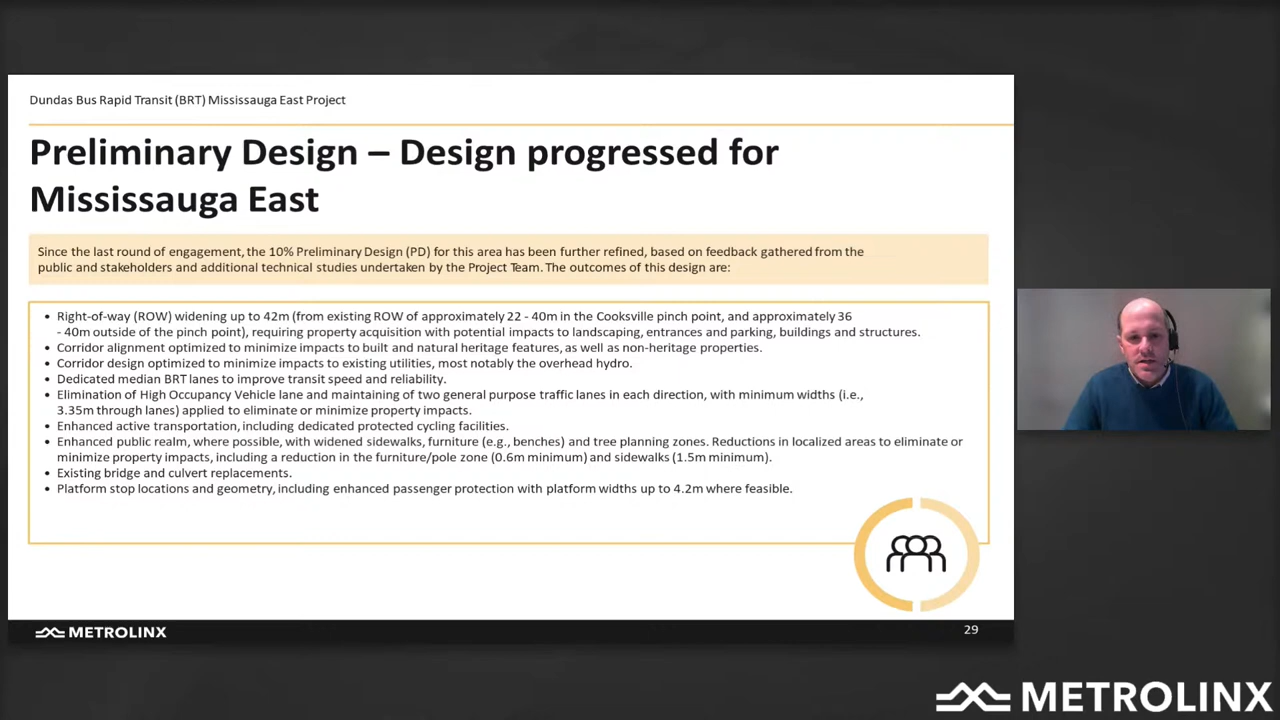 Dundas Bus Rapid Transit (BRT) Mississauga East Project
Preliminary Design – Design progressed for
Mississauga East
Since the last round of engagement, the 10% Preliminary Design (PD) for this area has been further refined, based on feedback gathered from the
public and stakeholders and additional technical studies undertaken by the Project Team. The outcomes of this design are:
• Right-of-way (ROW) widening up to 42m (from existing ROW of approximately 22 - 40m in the Cooksville pinch point, and approximately 36
- 40m outside of the pinch point), requiring property acquisition with potential impacts to landscaping, entrances and parking, buildings and structures.
• Corridor alignment optimized to minimize impacts to built and natural heritage features, as well as non-heritage properties.
• Corridor design optimized to minimize impacts to existing utilities, most notably the overhead hydro.
• Dedicated median BRT lanes to improve transit speed and reliability.
• Elimination of High Occupancy Vehicle lane and maintaining of two general purpose traffic lanes in each direction, with minimum widths (i.e.,
3.35m through lanes) applied to eliminate or minimize property impacts.
• Enhanced active transportation, including dedicated protected cycling facilities.
• Enhanced public realm, where possible, with widened sidewalks, furniture (e.g., benches) and tree planning zones. Reductions in localized areas to eliminate or
minimize property impacts, including a reduction in the furniture/pole zone (0.6m minimum) and sidewalks (1.5m minimum).
• Existing bridge and culvert replacements.
• Platform stop locations and geometry, including enhanced passenger protection with platform widths up to 4.2m where feasible.
METROLINX
29
METROLINX